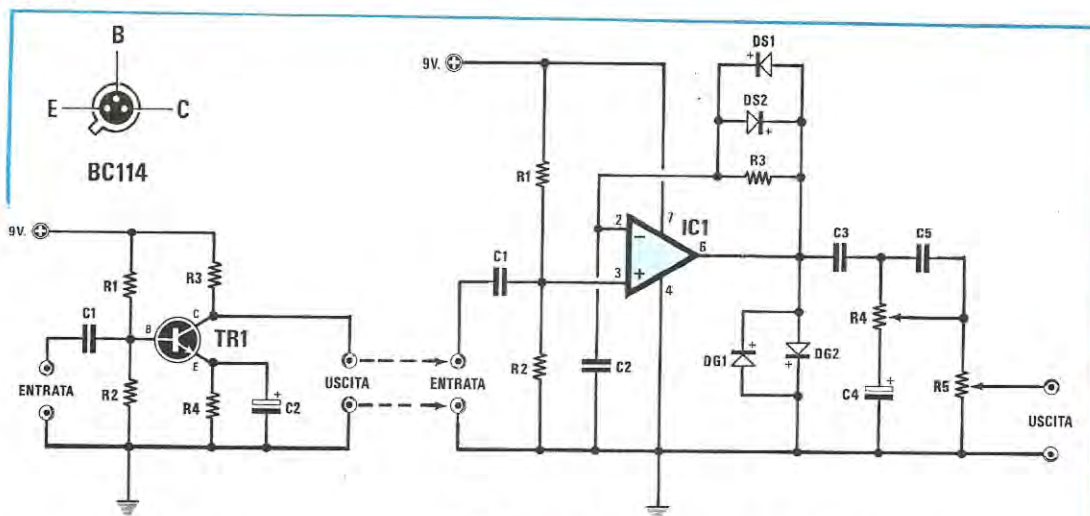 B
E
C
BC114
9V.
R1
R3
C1
B
C
TR1
E
ENTRATA
R2
R4
+
C2
USCITA
ENTRATA
9V.
R1
C1
R2
C2
2
3
-
+
7
IC1
6
4
DS1
+
DS2
+
R3
C3
C5
R4
DG1
+
DG2
+
+
C4
R5
USCITA